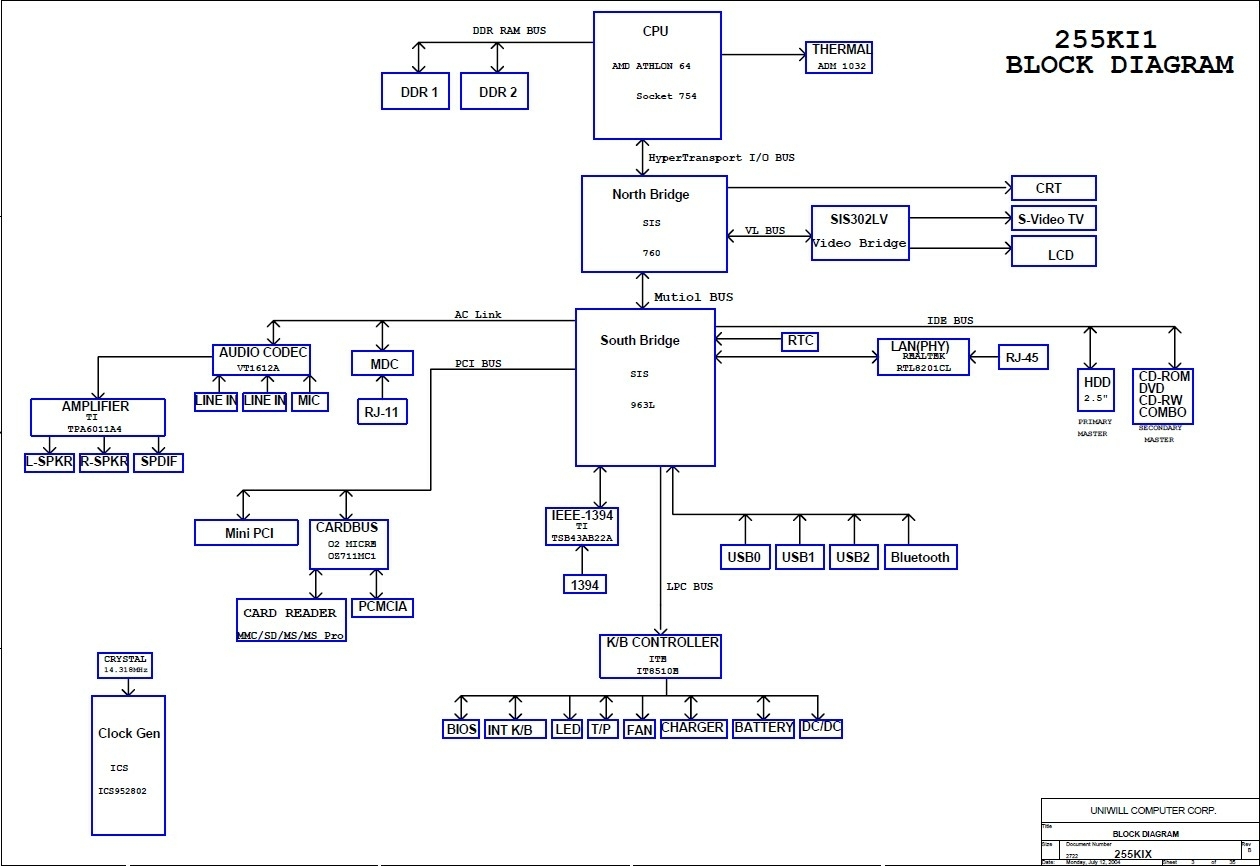 255KI1
BLOCK DIAGRAM
CPU
AMD ATHLON 64
Socket 754
DDR RAM BUS
DDR 1
DDR 2
THERMAL
ADM 1032
HyperTransport I/O BUS
North Bridge
SIS
760
VL BUS
SIS302LV
Video Bridge
CRT
S-Video TV
LCD
Mutiol BUS
South Bridge
SIS
963L
AC Link
AUDIO CODEC
VT1612A
LINE IN
LINE IN
MIC
MDC
RJ-11
AMPLIFIER
TI
TPA6011A4
L-SPKR
R-SPKR
SPDIF
PCI BUS
Mini PCI
CARDBUS
O2 MICRE
OZ711MC1
CARD READER
MMC/SD/MS/MS Pro
PCMCIA
IDE BUS
RTC
LAN(PHY)
REALTEK
RTL8201CL
RJ-45
HDD
2.5"
PRIMARY
MASTER
CD-ROM
DVD
CD-RW
COMBO
SECONDARY
MASTER
IEEE-1394
TI
TSB43AB22A
1394
USB0
USB1
USB2
Bluetooth
LPC BUS
K/B CONTROLLER
ITE
IT8510E
BIOS
INT K/B
LED
T/P
FAN
CHARGER
BATTERY
DC/DC
CRYSTAL
14.318MHz
Clock Gen
ICS
ICS952802
UNIWILL COMPUTER CORP.
Title
BLOCK DIAGRAM
Size
Document Number
Rev
2722
255KIX
B
Date:
Monday, July 12, 2004
Sheet
3
of
35